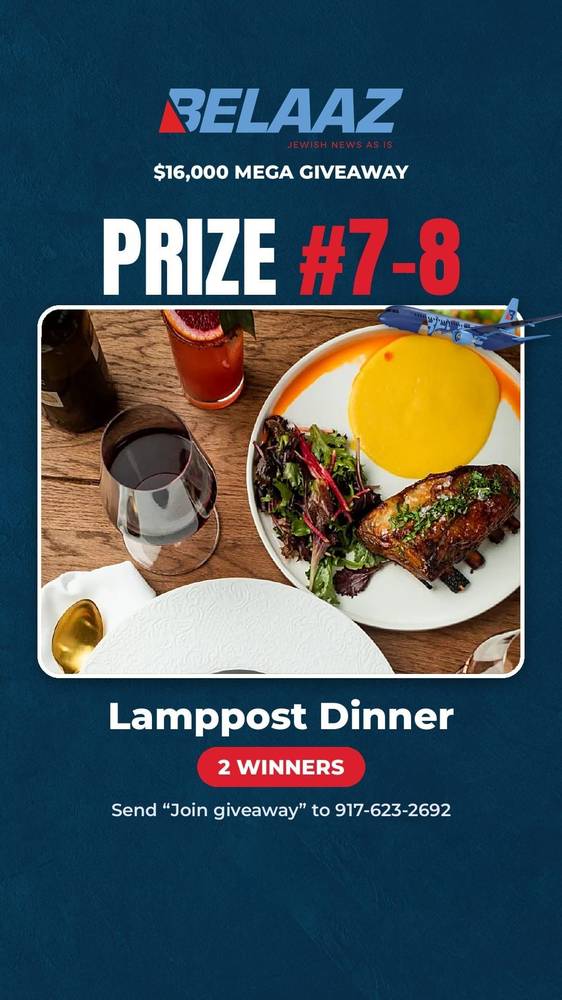 BELAAZ
JEWISH NEWS AS IS
$16,000 MEGA GIVEAWAY
PRIZE #7-8
Lamppost Dinner
2 WINNERS
Send “Join giveaway” to 917-623-2692